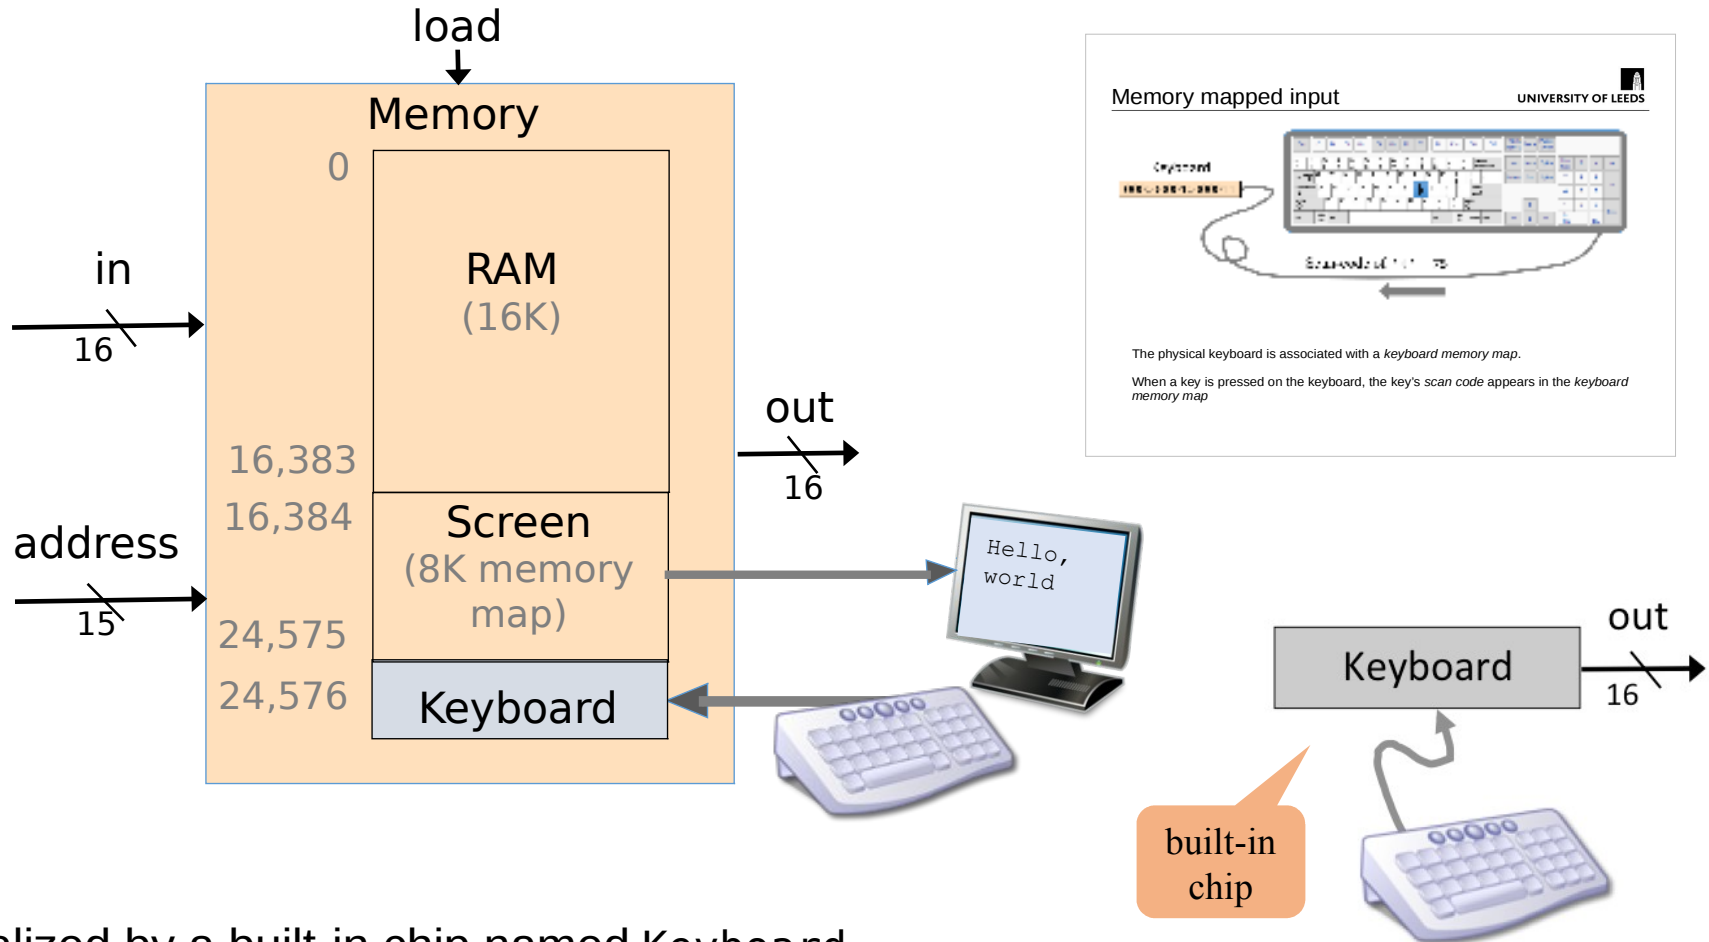 load
Memory
0
in
16
RAM
(16K)
16,383
out
16
16,384
address
15
Screen
(8K memory
map)
24,575
24,576
Keyboard
Hello,
world
Memory mapped input
UNIVERSITY OF LEEDS
The physical keyboard is associated with a keyboard memory map.
When a key is pressed on the keyboard, the key's scan code appears in the keyboard
memory map
Keyboard
out
16
built-in
chip